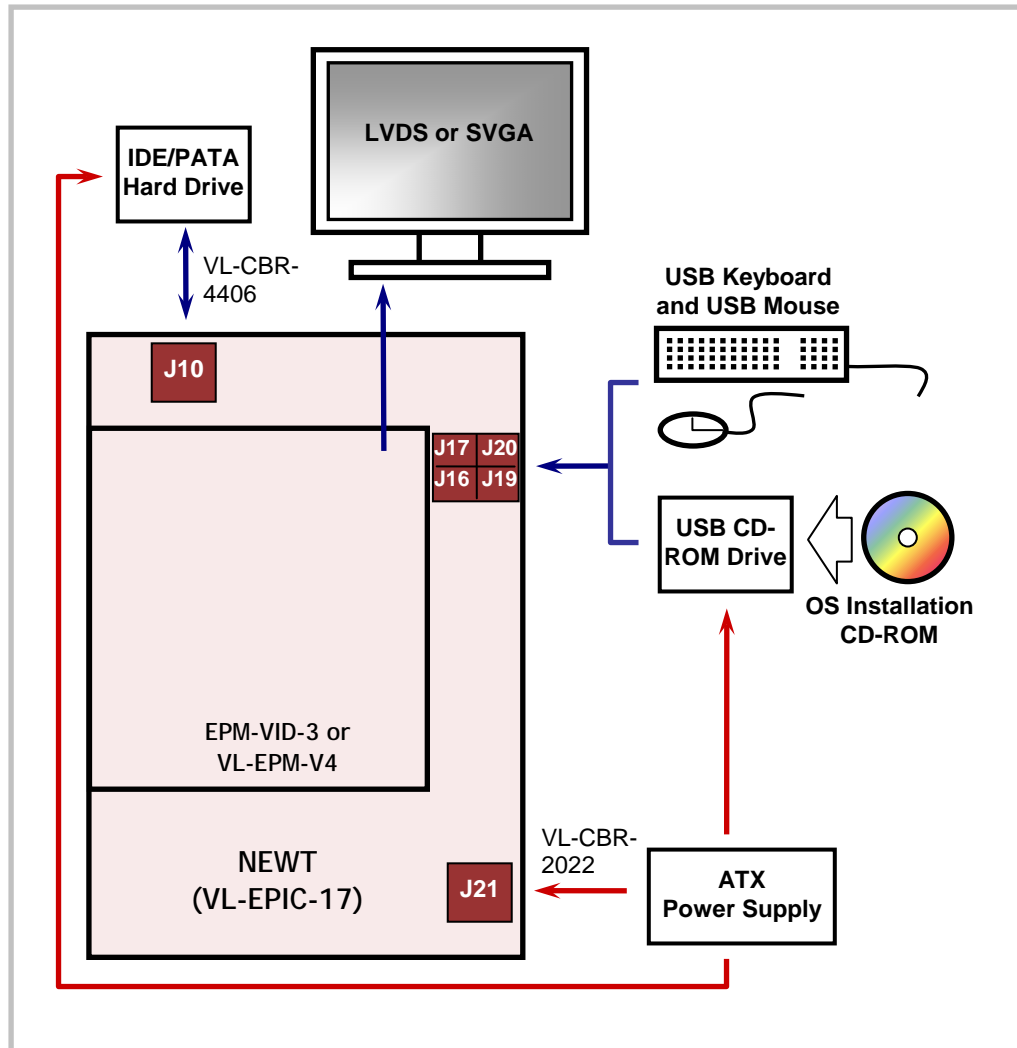 LVDS or SVGA
IDE/PATA
Hard Drive
VL-CBR-
4406
USB Keyboard
and USB Mouse
J10
J17 J20
J16 J19
USB CD-
ROM Drive
OS Installation
CD-ROM
EPM-VID-3 or
VL-EPM-V4
VL-CBR-
2022
NEWT
(VL-EPIC-17)
J21
ATX
Power Supply